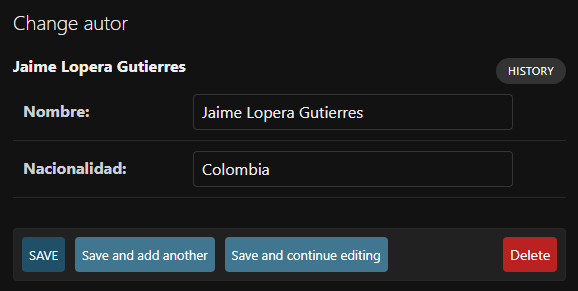 Change autor
Jaime Lopera Gutierres
HISTORY
Nombre: Jaime Lopera Gutierres
Nacionalidad: Colombia
SAVE Save and add another Save and continue editing Delete